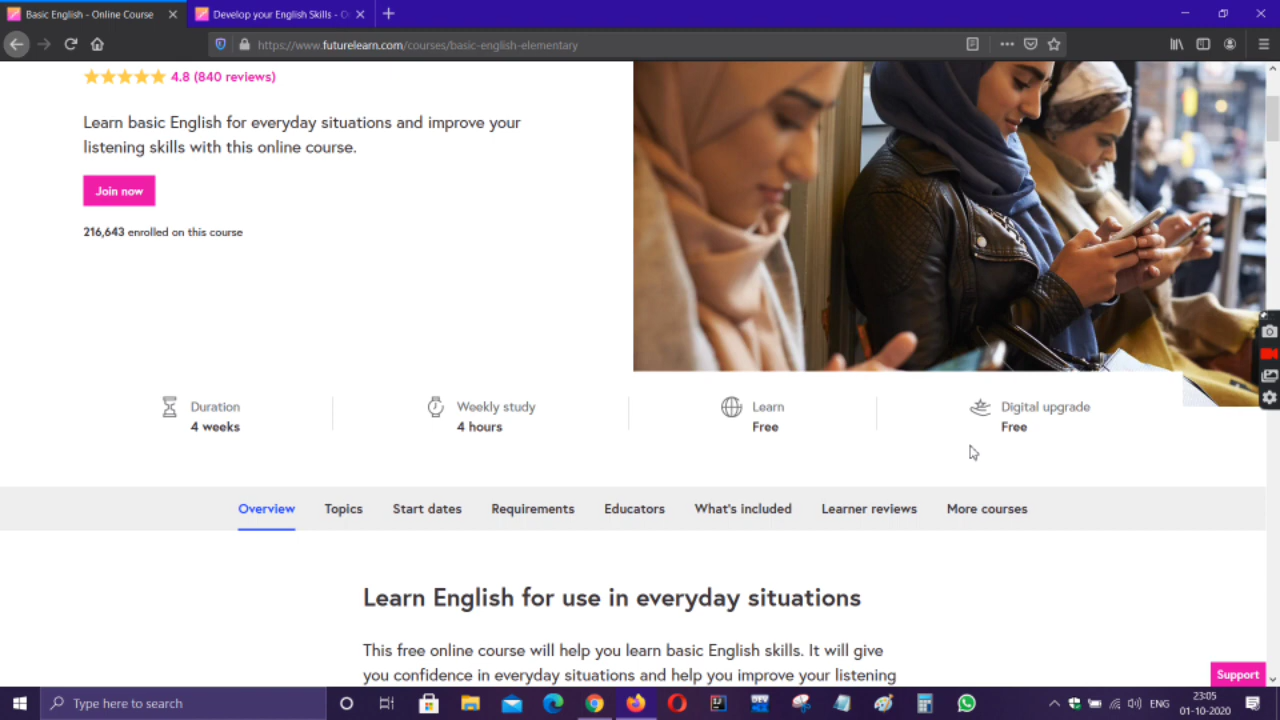 Basic English - Online Course
Develop your English Skills - O
https://www.futurelearn.com/courses/basic-english-elementary
4.8 (840 reviews)
Learn basic English for everyday situations and improve your
listening skills with this online course.
Join now
216,643 enrolled on this course
Duration
4 weeks
Weekly study
4 hours
Learn
Free
Digital upgrade
Free
Overview
Topics
Start dates
Requirements
Educators
What's included
Learner reviews
More courses
Learn English for use in everyday situations
This free online course will help you learn basic English skills. It will give
you confidence in everyday situations and help you improve your listening
Support
Type here to search
ENG
23:05
01-10-2020